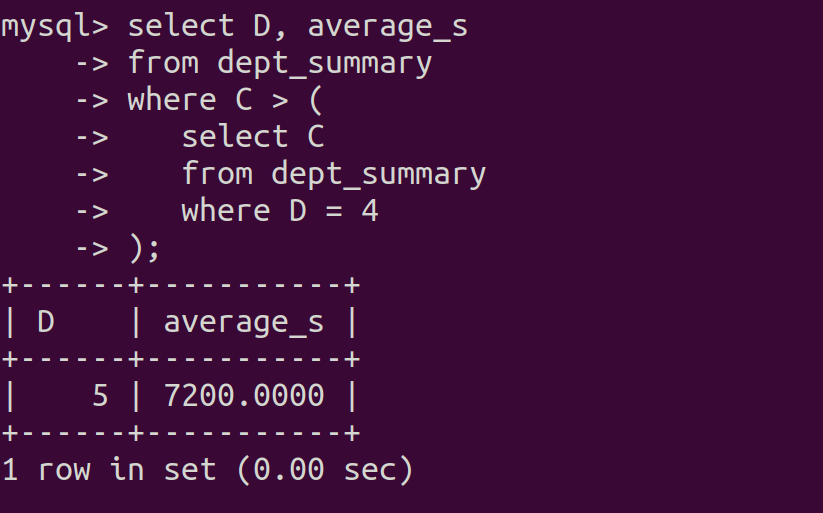 mysql> select D, average_s
    -> from dept_summary
    -> where C > (
    ->    select C
    ->    from dept_summary
    ->    where D = 4
    -> );
+------+-----------+
| D    | average_s |
+------+-----------+
|    5 | 7200.0000 |
+------+-----------+
1 row in set (0.00 sec)